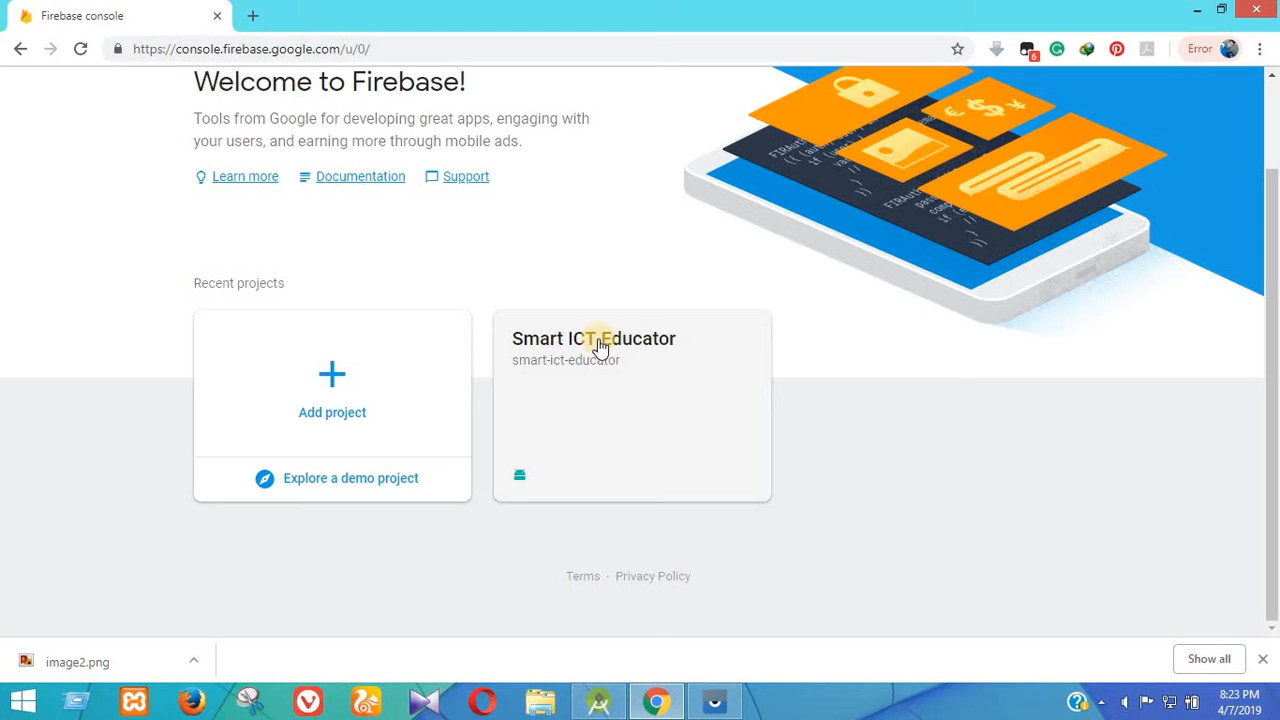 Firebase console
https://console.firebase.google.com/u/0/
6
Error
Welcome to Firebase!
Tools from Google for developing great apps, engaging with
your users, and earning more through mobile ads.
Learn more
Documentation
Support
Recent projects
Add project
Explore a demo project
Smart ICT Educator
smart-ict-educator
Terms · Privacy Policy
image2.png
Show all
8:23 PM
4/7/2019